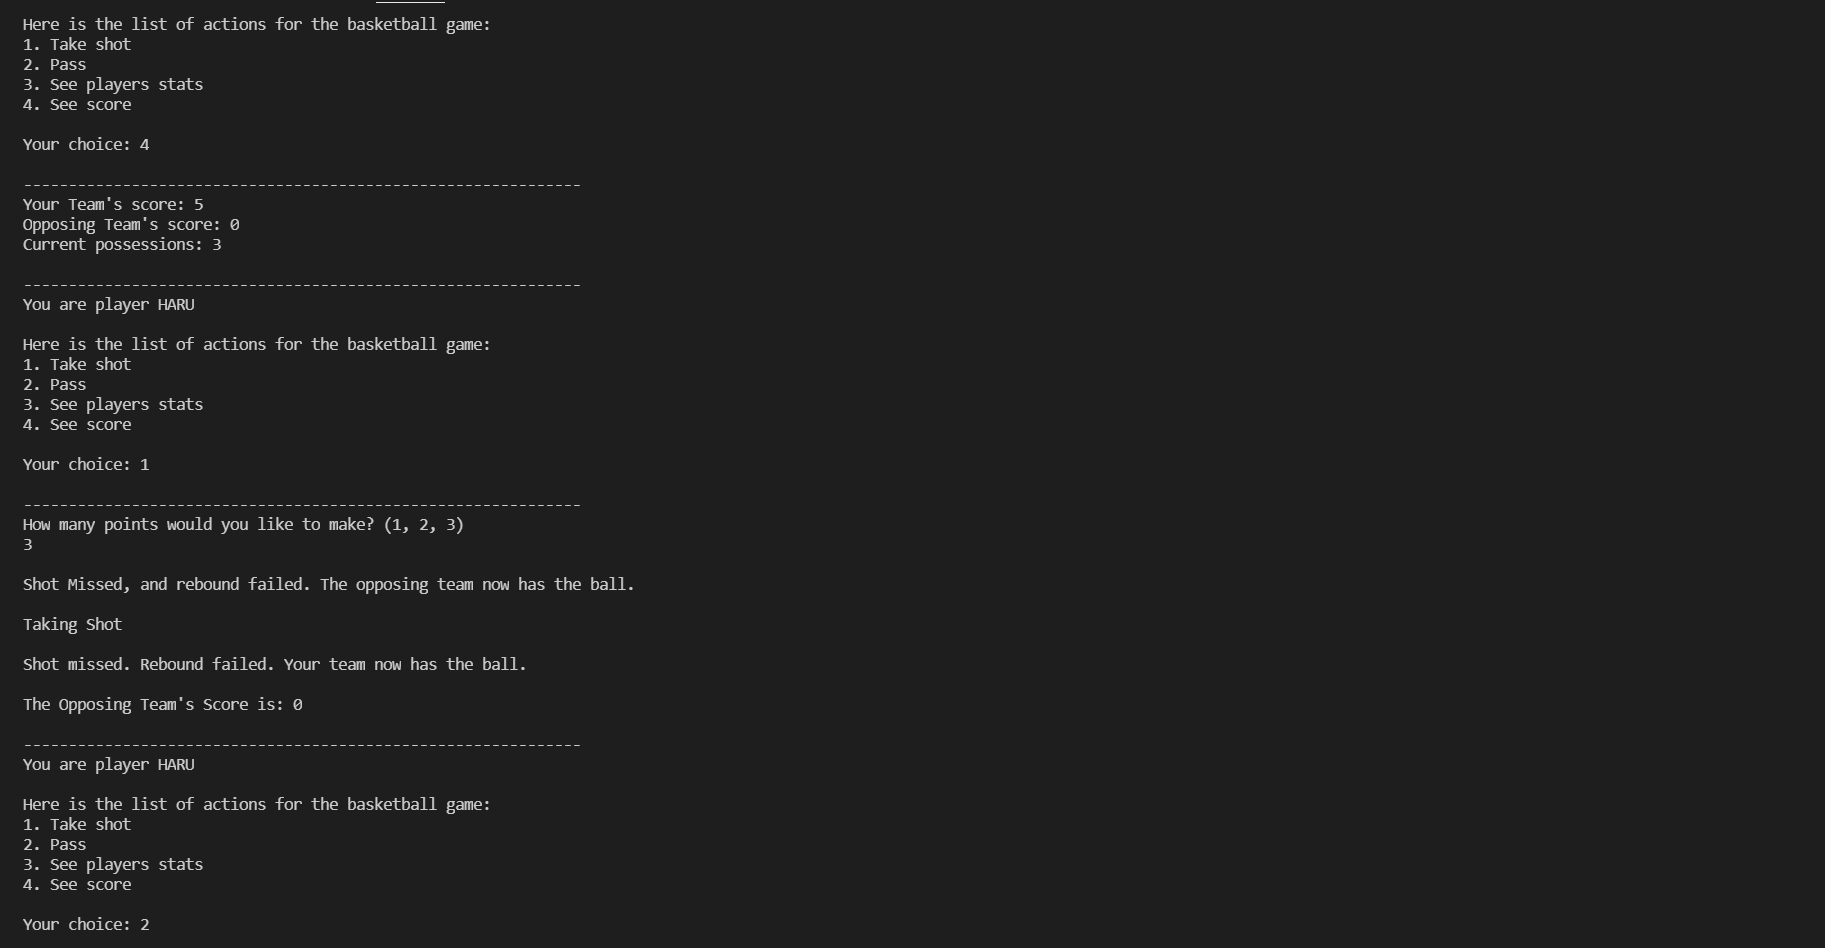 Here is the list of actions for the basketball game:
1. Take shot
2. Pass
3. See players stats
4. See score
Your choice: 4
--------------------------------------------------------------
Your Team's score: 5
Opposing Team's score: 0
Current possessions: 3
--------------------------------------------------------------
You are player HARU
Here is the list of actions for the basketball game:
1. Take shot
2. Pass
3. See players stats
4. See score
Your choice: 1
--------------------------------------------------------------
How many points would you like to make? (1, 2, 3)
3
Shot Missed, and rebound failed. The opposing team now has the ball.
Taking Shot
Shot missed. Rebound failed. Your team now has the ball.
The Opposing Team's Score is: 0
--------------------------------------------------------------
You are player HARU
Here is the list of actions for the basketball game:
1. Take shot
2. Pass
3. See players stats
4. See score
Your choice: 2